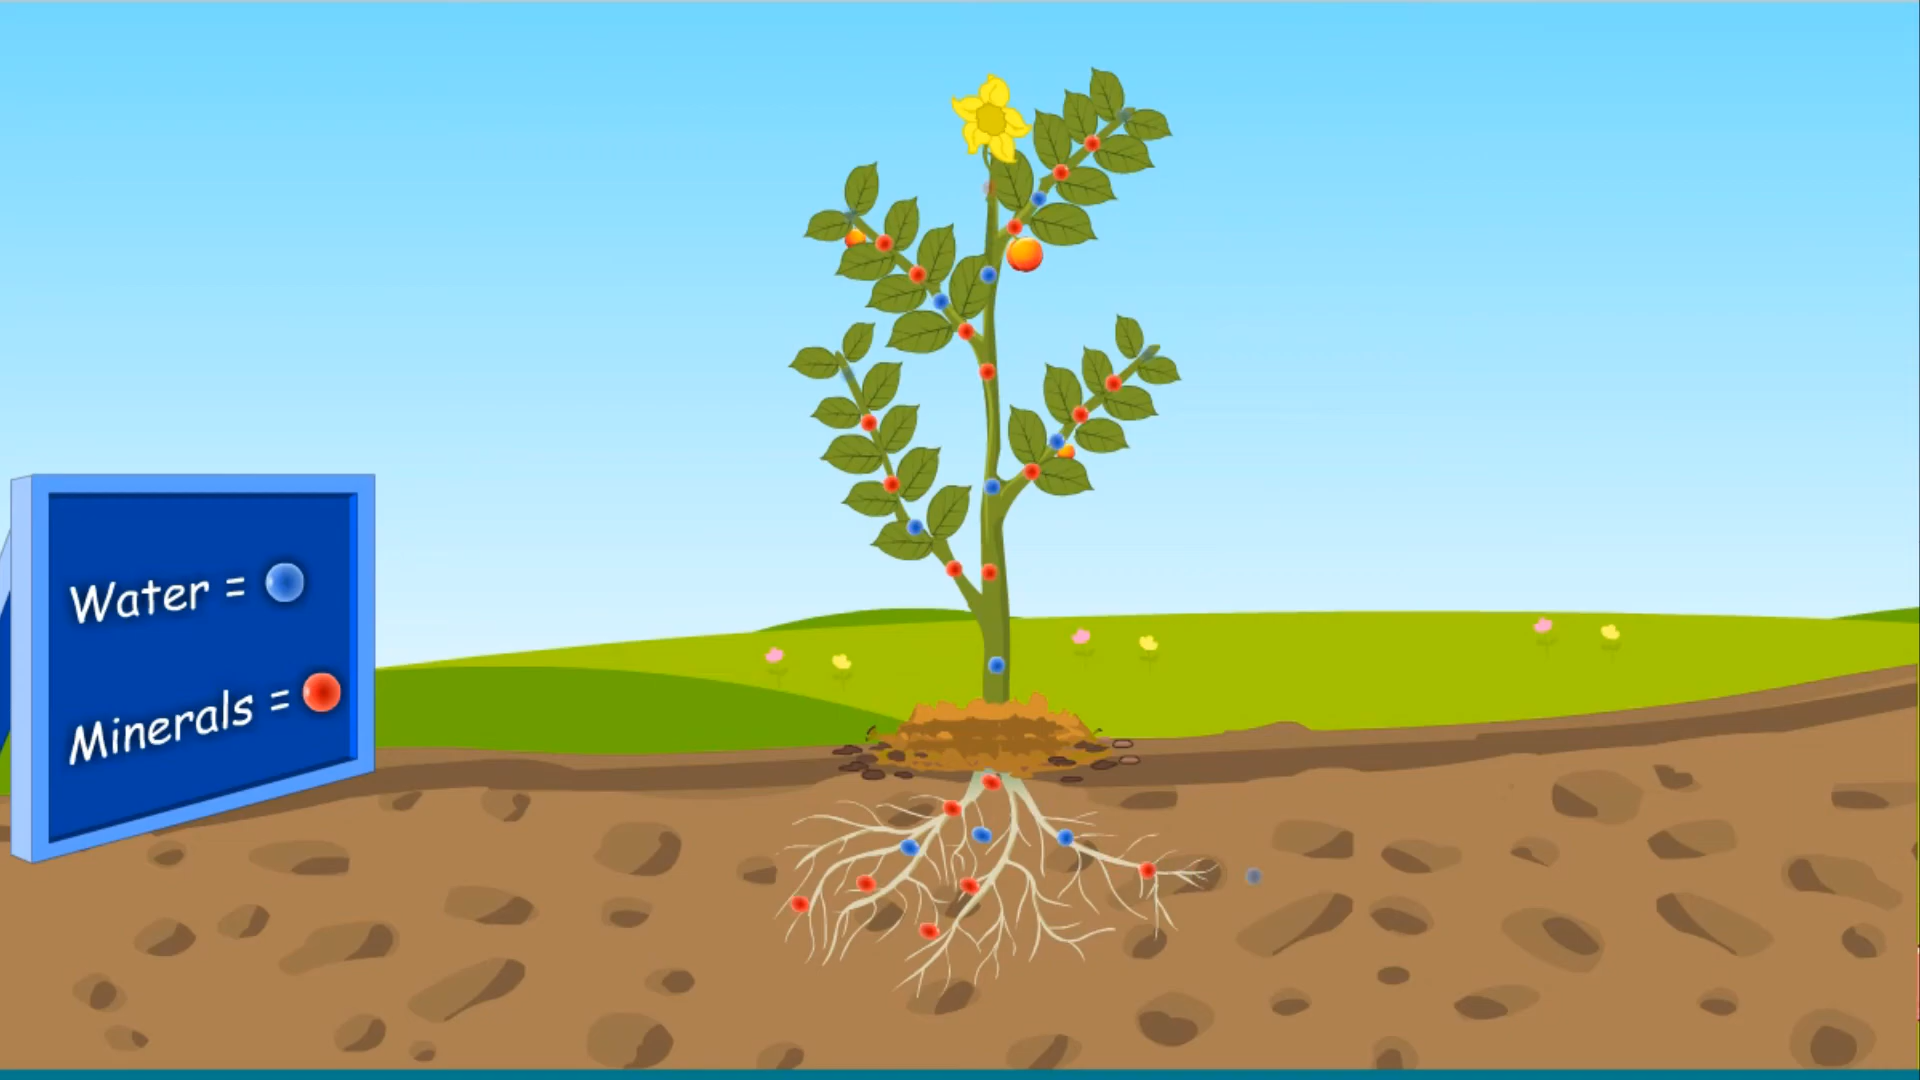 Water =
Minerals =